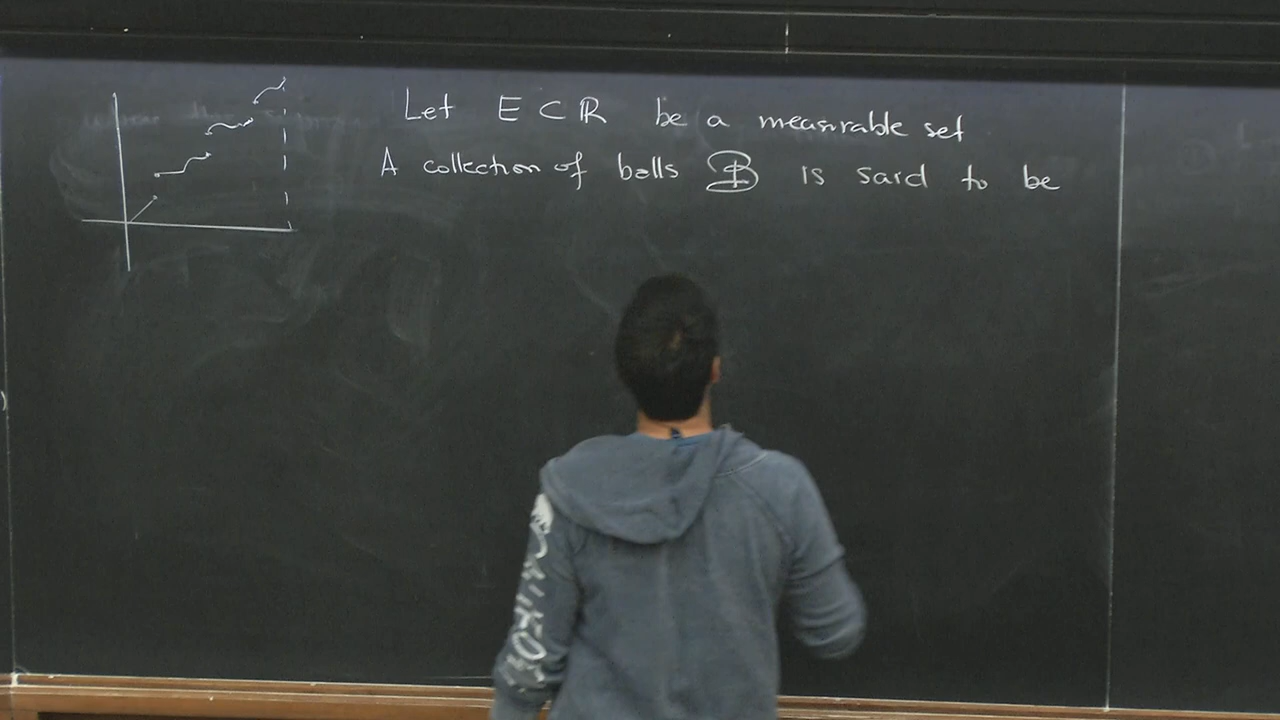 Let E ⊂ ℝ be a measurable set
A collection of balls 𝔹 is said to be